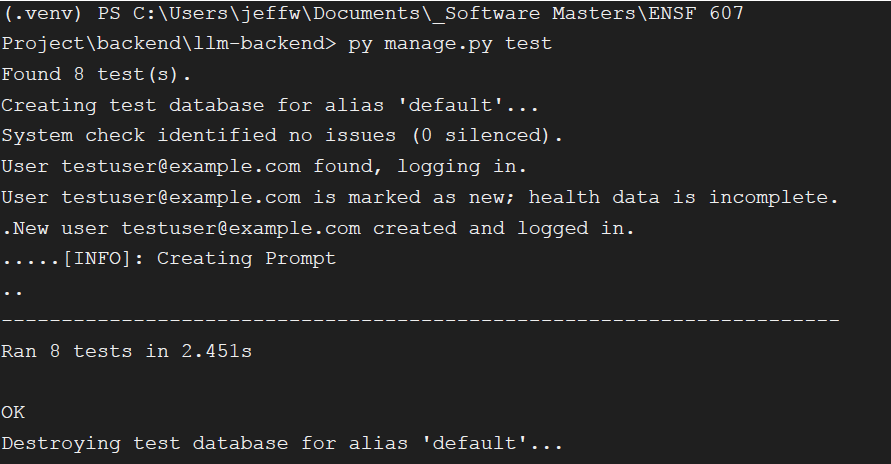 (.venv) PS C:\Users\jeffw\Documents\_Software Masters\ENSF 607
Project\backend\llm-backend> py manage.py test
Found 8 test(s).
Creating test database for alias 'default'...
System check identified no issues (0 silenced).
User testuser@example.com found, logging in.
User testuser@example.com is marked as new; health data is incomplete.
.New user testuser@example.com created and logged in.
.....[INFO]: Creating Prompt
..
----------------------------------------------------------------------
Ran 8 tests in 2.451s
OK
Destroying test database for alias 'default'...